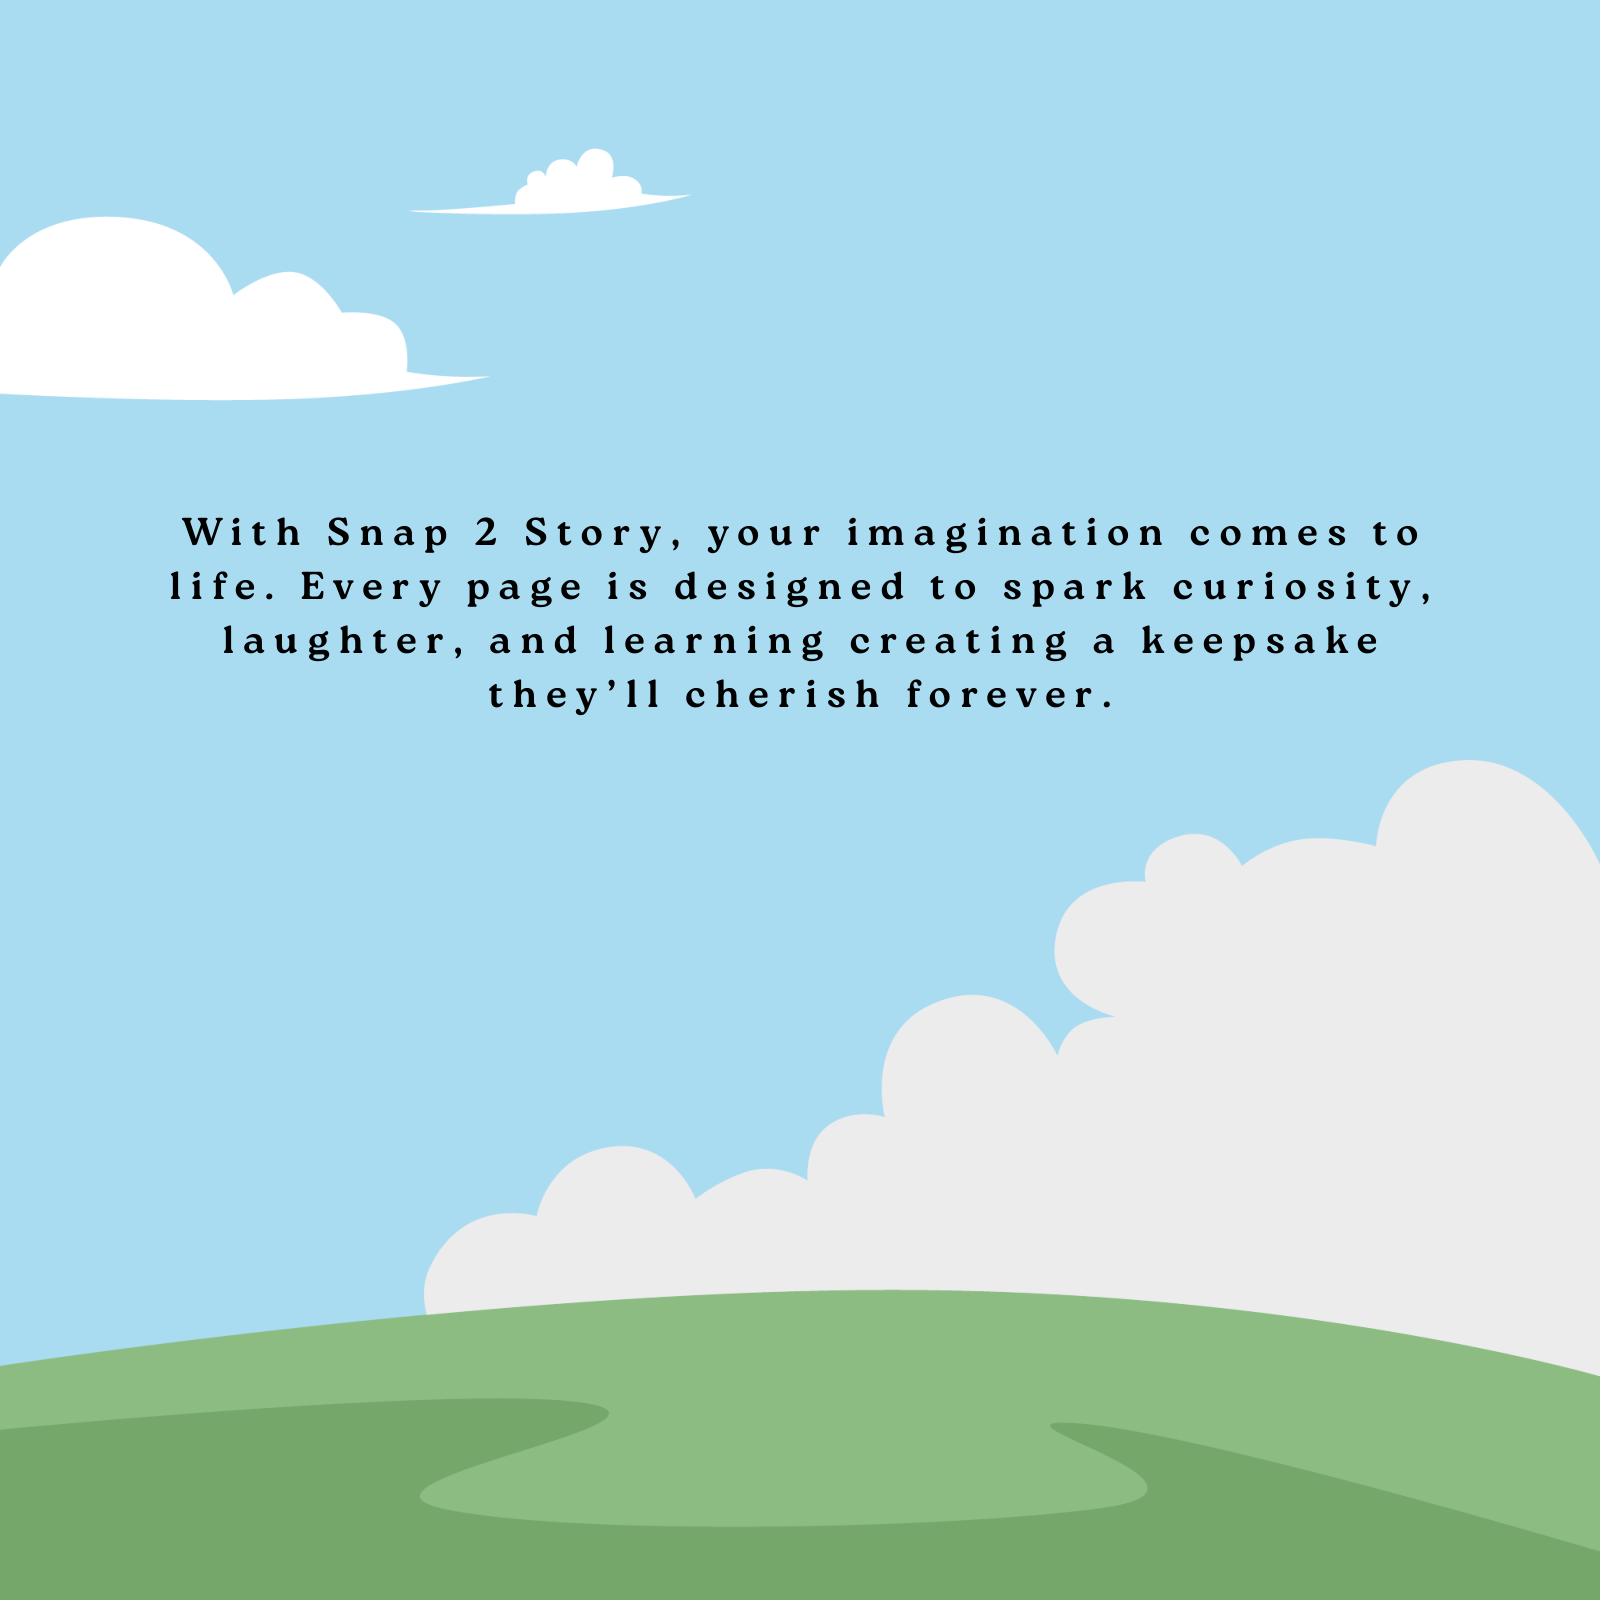 With Snap 2 Story, your imagination comes to
life. Every page is designed to spark curiosity,
laughter, and learning creating a keepsake
they’ll cherish forever.